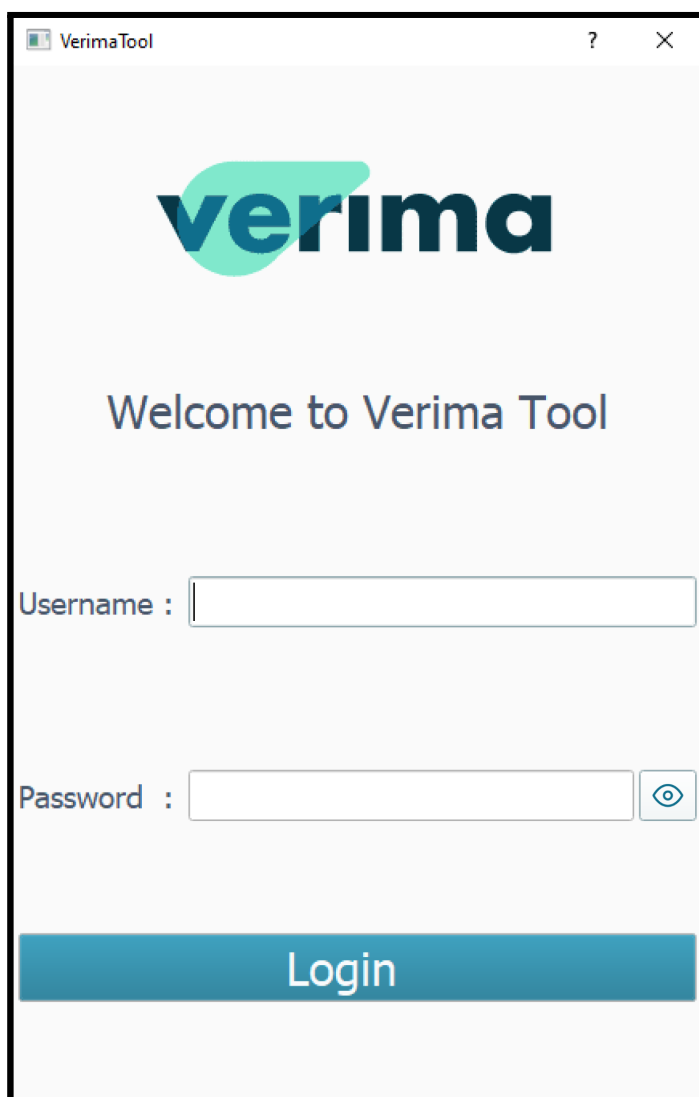 VerimaTool ?
verima
Welcome to Verima Tool
Username :
Password :
Login